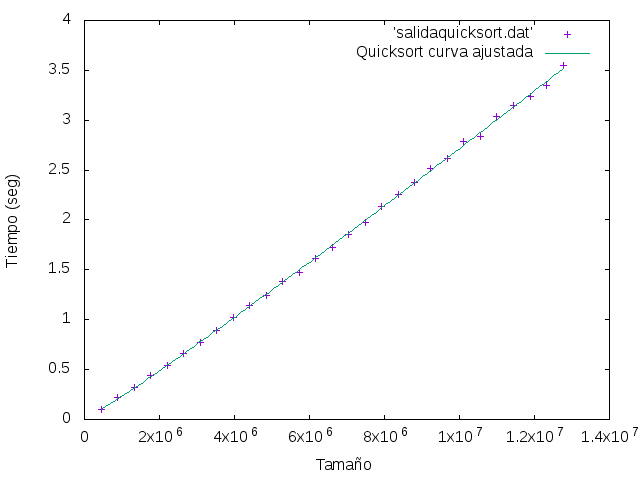 4
3.5
3
2.5
2
1.5
1
0.5
0
0
2x10^6
4x10^6
6x10^6
8x10^6
1x10^7
1.2x10^7
1.4x10^7
Tiempo (seg)
Tamaño
'salidaquicksort.dat'
Quicksort curva ajustada